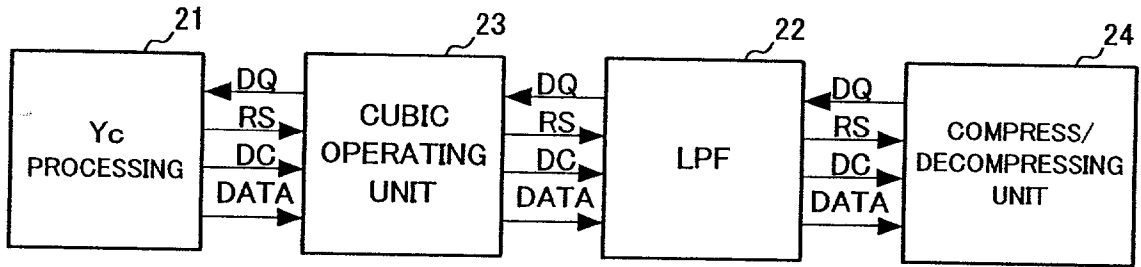 21
Yc
PROCESSING
DQ
RS
DC
DATA
23
CUBIC
OPERATING
UNIT
DQ
RS
DC
DATA
22
LPF
DQ
RS
DC
DATA
24
COMPRESS/
DECOMPRESSING
UNIT